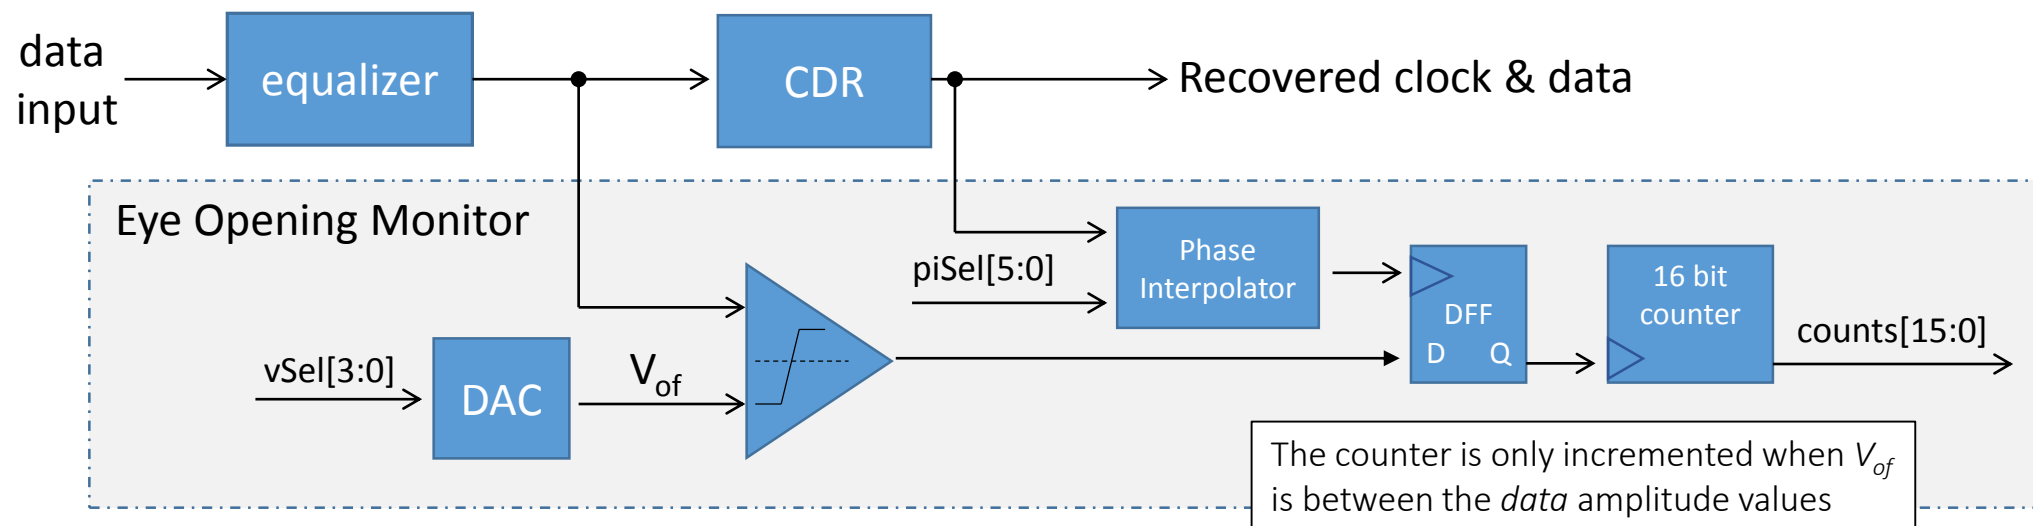 data
input
equalizer
CDR
Recovered clock & data
Eye Opening Monitor
piSel[5:0]
Phase
Interpolator
DFF
D Q
16 bit
counter
counts[15:0]
vSel[3:0]
DAC
Vof
The counter is only incremented when Vof
is between the data amplitude values